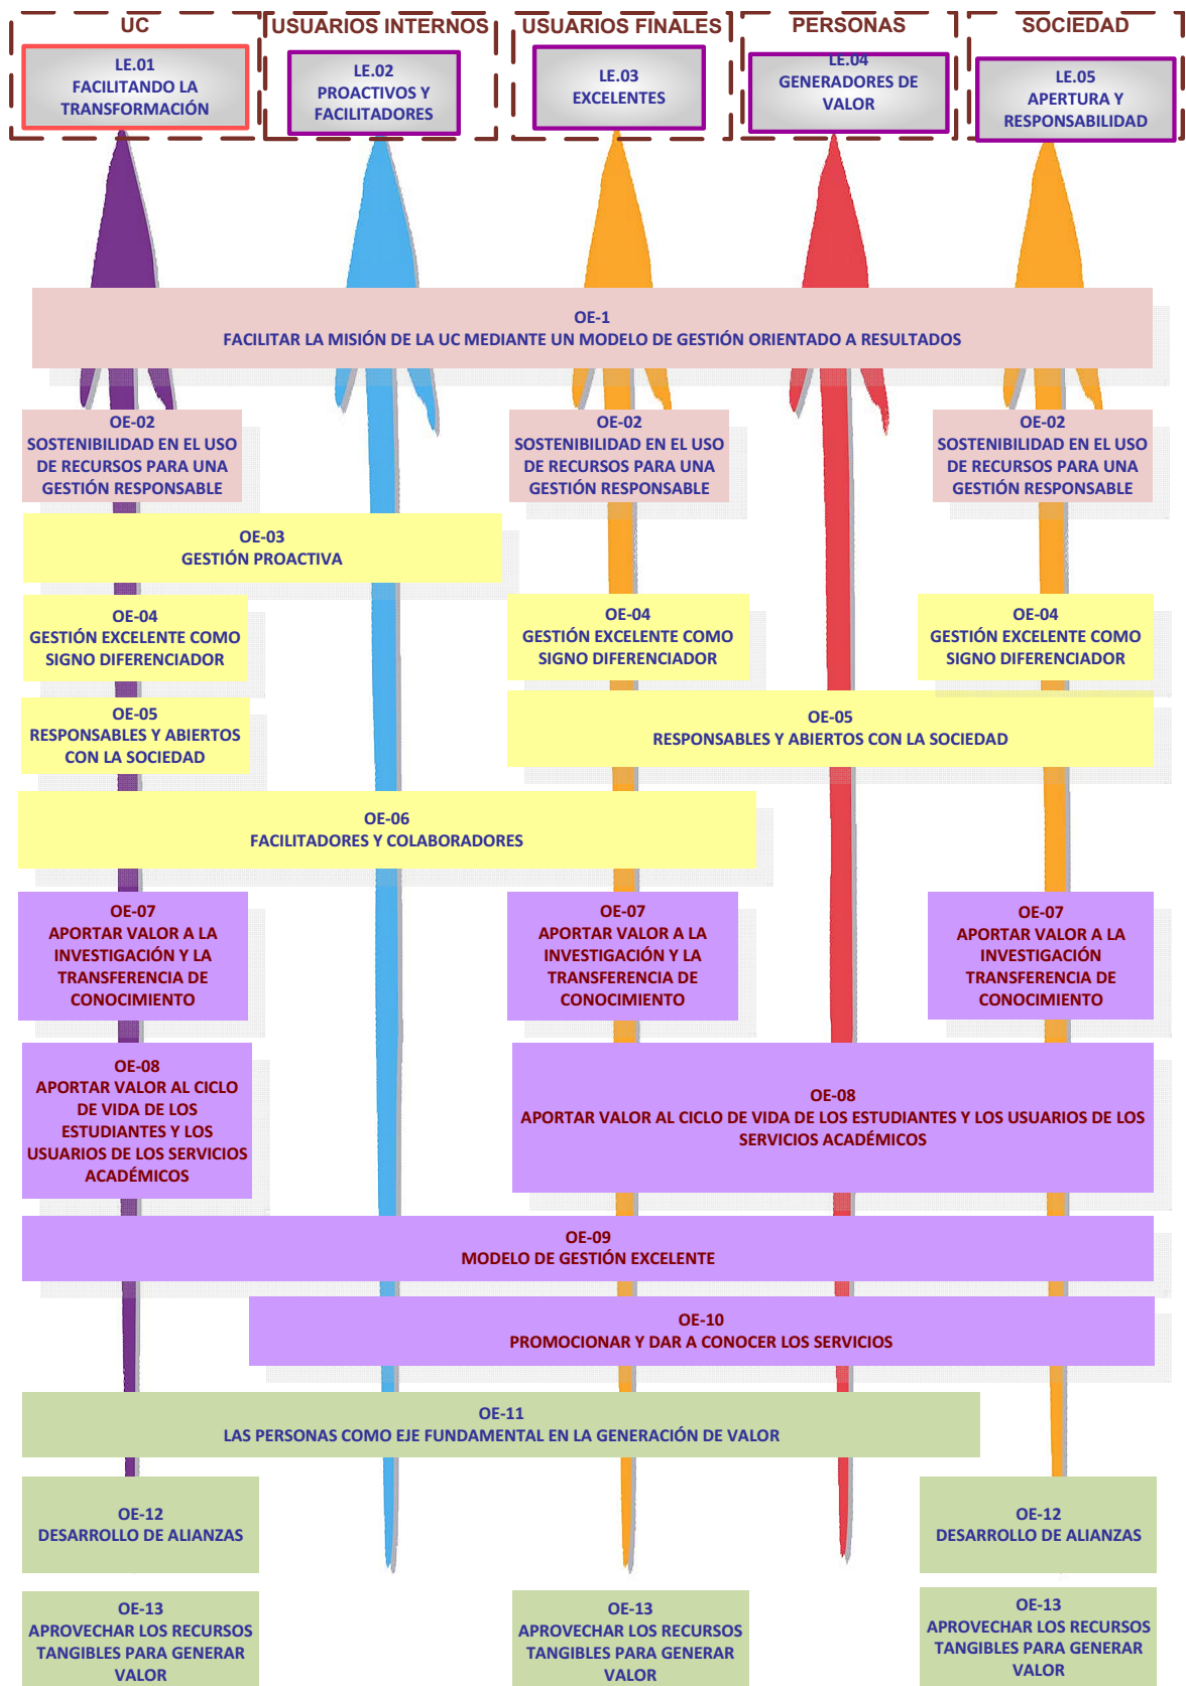 UC
USUARIOS INTERNOS
USUARIOS FINALES
PERSONAS
SOCIEDAD
LE.01
FACILITANDO LA
TRANSFORMACIÓN
LE.02
PROACTIVOS Y
FACILITADORES
LE.03
EXCELENTES
LE.04
GENERADORES DE
VALOR
LE.05
APERTURA Y
RESPONSABILIDAD
OE-1
FACILITAR LA MISIÓN DE LA UC MEDIANTE UN MODELO DE GESTIÓN ORIENTADO A RESULTADOS
OE-02
SOSTENIBILIDAD EN EL USO
DE RECURSOS PARA UNA
GESTIÓN RESPONSABLE
OE-02
SOSTENIBILIDAD EN EL USO
DE RECURSOS PARA UNA
GESTIÓN RESPONSABLE
OE-02
SOSTENIBILIDAD EN EL USO
DE RECURSOS PARA UNA
GESTIÓN RESPONSABLE
OE-03
GESTIÓN PROACTIVA
OE-04
GESTIÓN EXCELENTE COMO
SIGNO DIFERENCIADOR
OE-04
GESTIÓN EXCELENTE COMO
SIGNO DIFERENCIADOR
OE-04
GESTIÓN EXCELENTE COMO
SIGNO DIFERENCIADOR
OE-05
RESPONSABLES Y ABIERTOS
CON LA SOCIEDAD
OE-05
RESPONSABLES Y ABIERTOS CON LA SOCIEDAD
OE-06
FACILITADORES Y COLABORADORES
OE-07
APORTAR VALOR A LA
INVESTIGACIÓN Y LA
TRANSFERENCIA DE
CONOCIMIENTO
OE-07
APORTAR VALOR A LA
INVESTIGACIÓN Y LA
TRANSFERENCIA DE
CONOCIMIENTO
OE-07
APORTAR VALOR A LA
INVESTIGACIÓN
TRANSFERENCIA DE
CONOCIMIENTO
OE-08
APORTAR VALOR AL CICLO
DE VIDA DE LOS
ESTUDIANTES Y LOS
USUARIOS DE LOS SERVICIOS
ACADÉMICOS
OE-08
APORTAR VALOR AL CICLO DE VIDA DE LOS ESTUDIANTES Y LOS USUARIOS DE LOS
SERVICIOS ACADÉMICOS
OE-09
MODELO DE GESTIÓN EXCELENTE
OE-10
PROMOCIONAR Y DAR A CONOCER LOS SERVICIOS
OE-11
LAS PERSONAS COMO EJE FUNDAMENTAL EN LA GENERACIÓN DE VALOR
OE-12
DESARROLLO DE ALIANZAS
OE-12
DESARROLLO DE ALIANZAS
OE-13
APROVECHAR LOS RECURSOS
TANGIBLES PARA GENERAR
VALOR
OE-13
APROVECHAR LOS RECURSOS
TANGIBLES PARA GENERAR
VALOR
OE-13
APROVECHAR LOS RECURSOS
TANGIBLES PARA GENERAR
VALOR